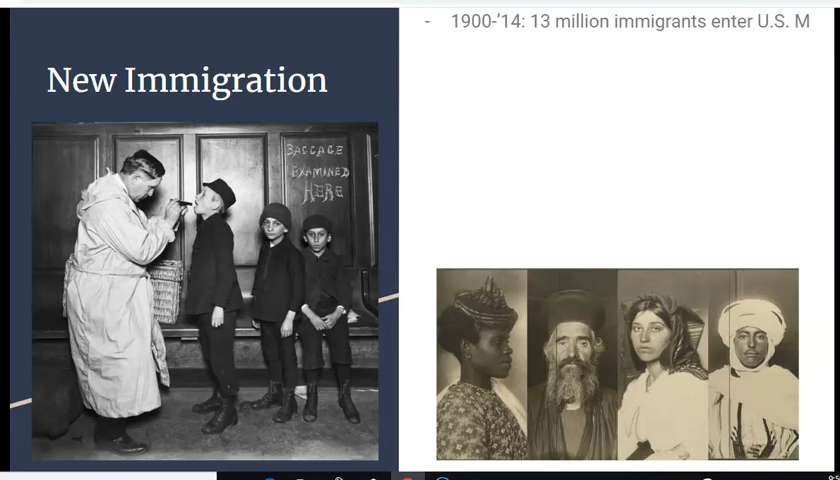 New Immigration
BAGGAGE
EXAMINED
HERE
- 1900-’14: 13 million immigrants enter U.S. M